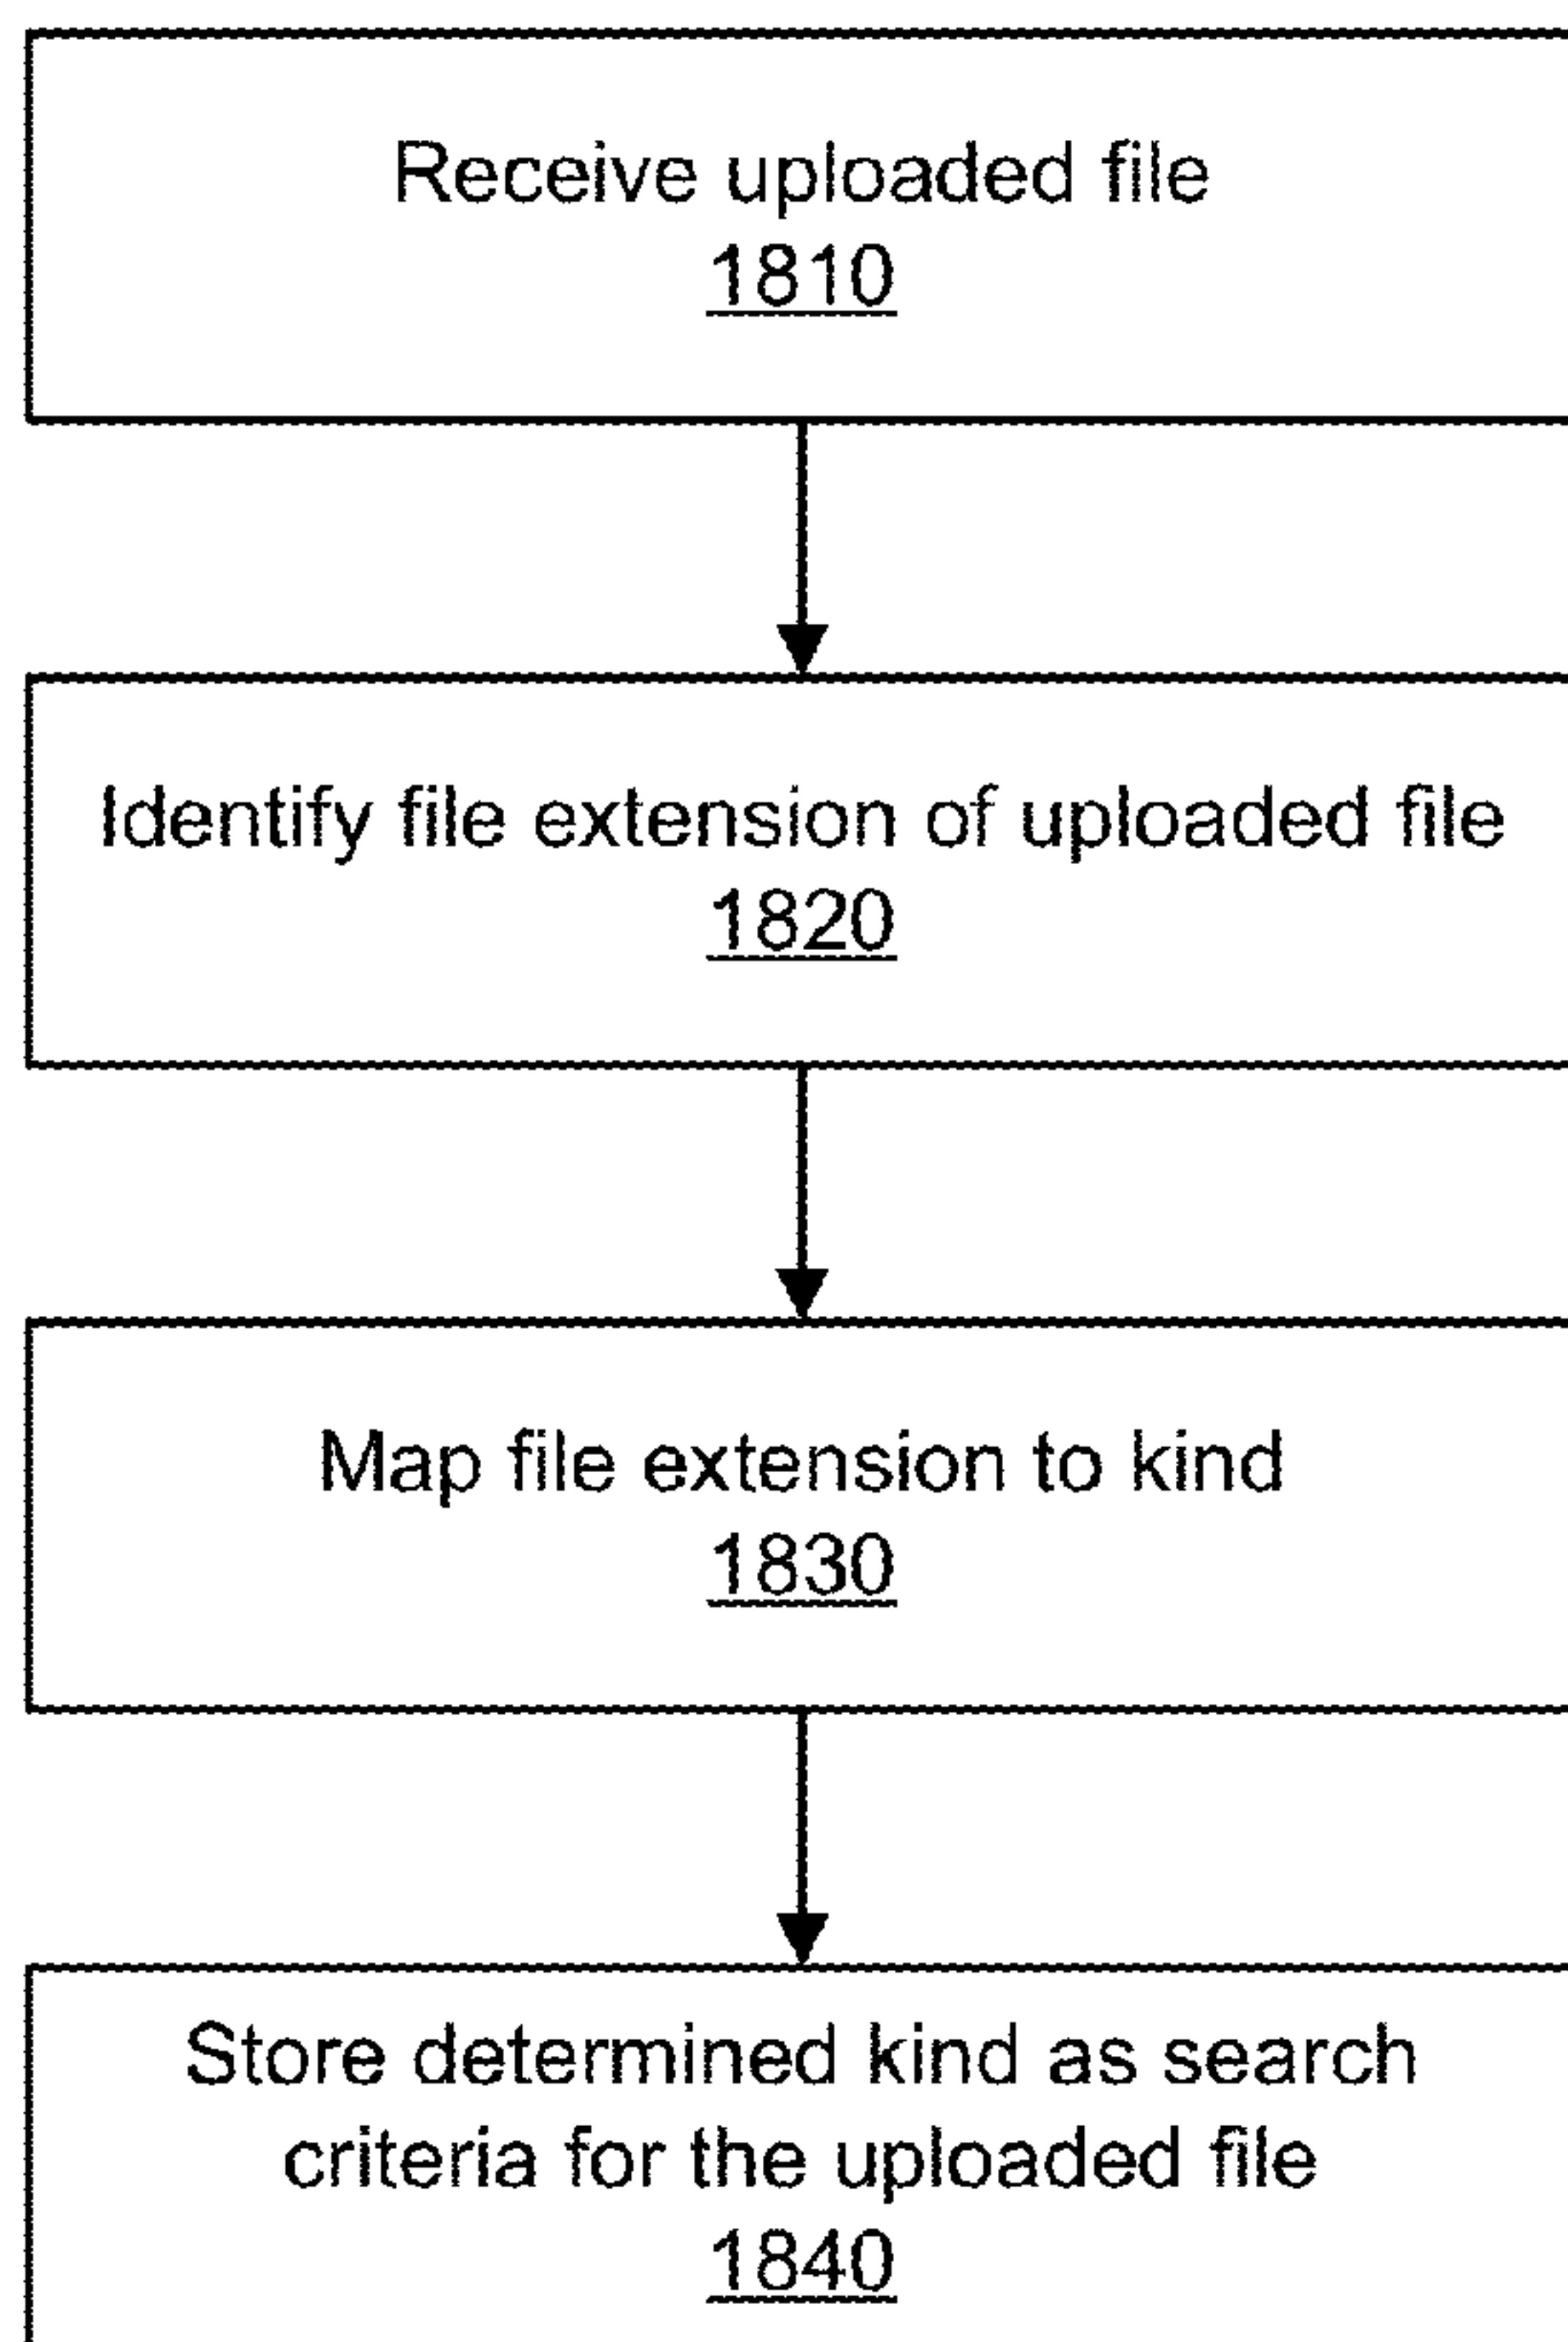 Receive uploaded file
1810
Identify file extension of uploaded file
1820
Map file extension to kind
1830
Store determined kind as search
criteria for the uploaded file
1840